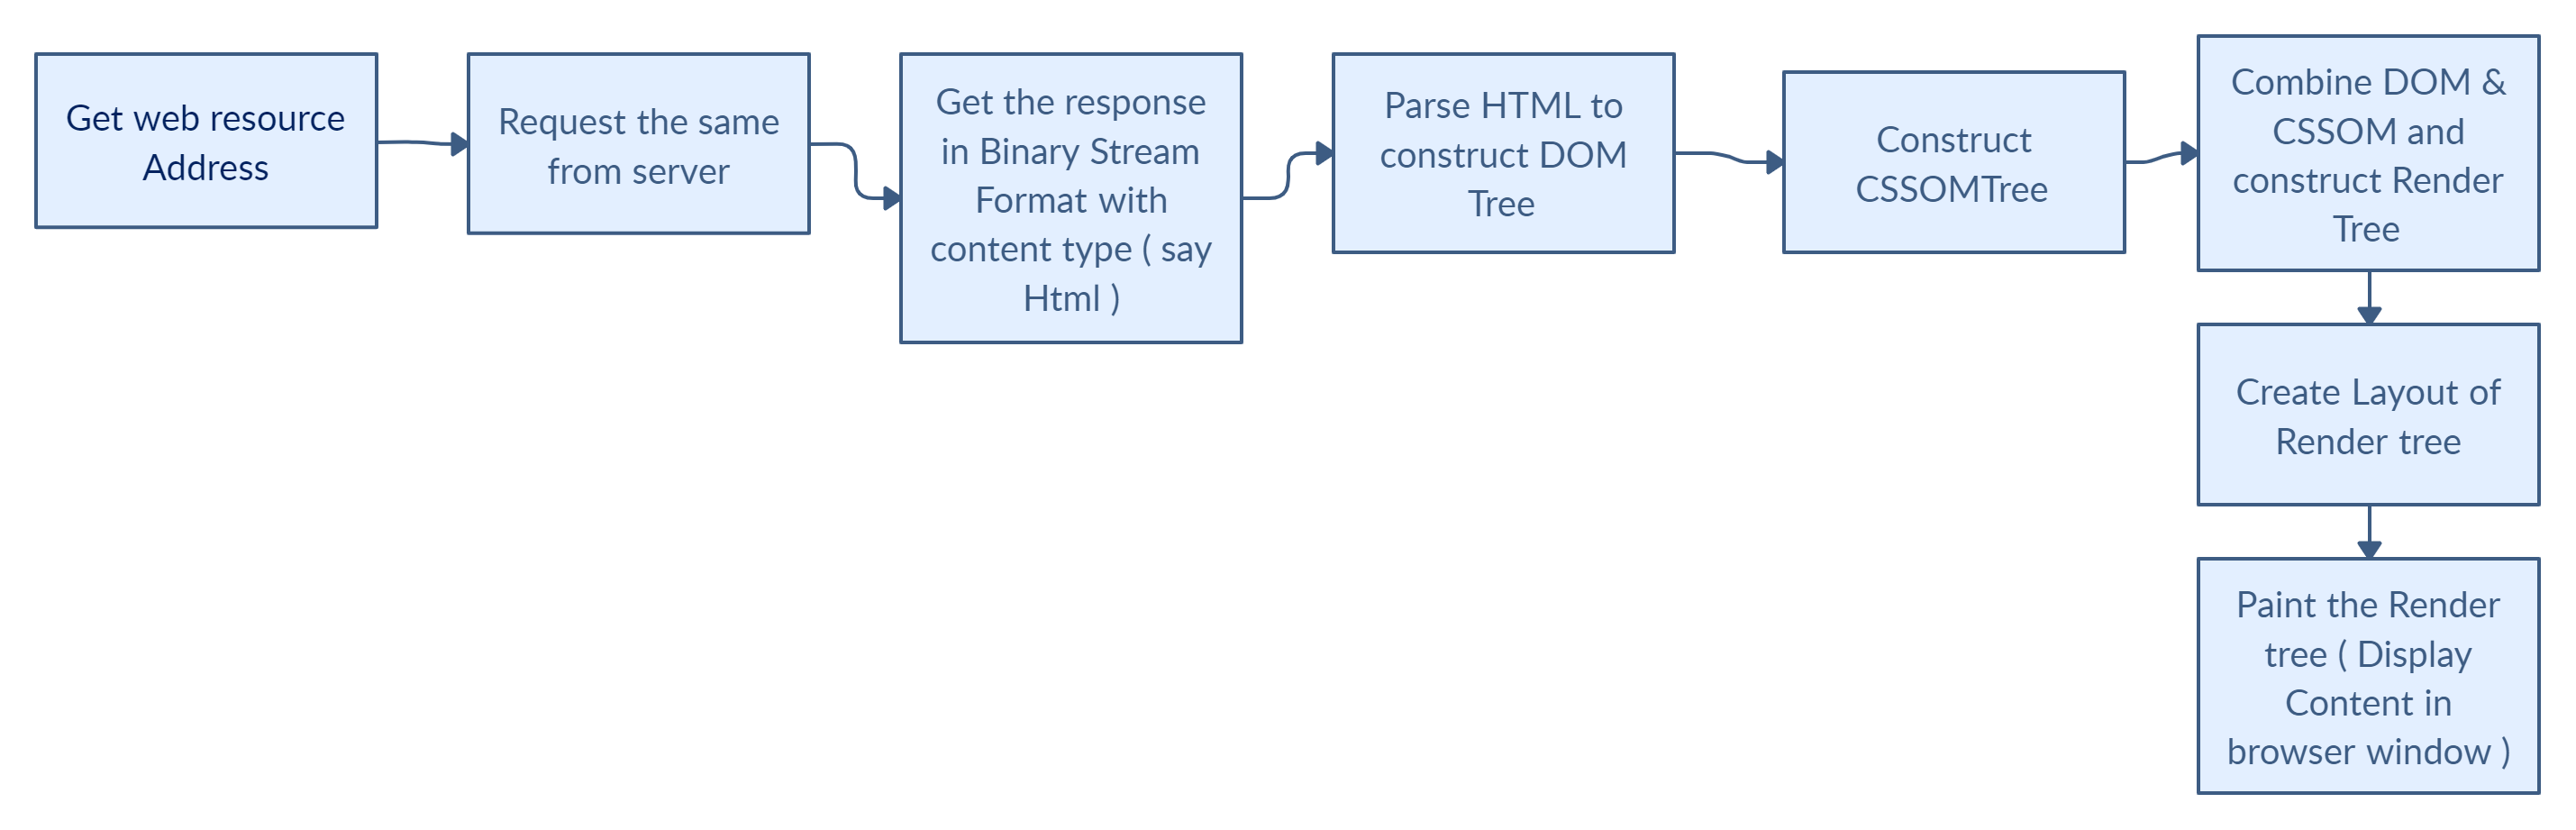 Get web resource
Address
Request the same
from server
Get the response
in Binary Stream
Format with
content type ( say
Html )
Parse HTML to
construct DOM
Tree
Construct
CSSOMTree
Combine DOM &
CSSOM and
construct Render
Tree
Create Layout of
Render tree
Paint the Render
tree ( Display
Content in
browser window )